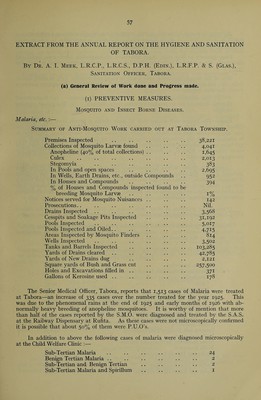 57
EXTRACT FROM THE ANNUAL REPORT ON THE HYGIENE AND SANITATION
OF TABORA.
By Dr. A. I. Meek, L.R.C.P., L.R.C.S., D.P.H. (Edin.), L.R.F.P. & S. (Glas.),
Sanitation Officer, Tabora.
(a) General Review of Work done and Progress made.
(1) PREVENTIVE MEASURES.
Mosquito and Insect Borne Diseases.
Malaria, etc. :—
Summary of Anti-Mosquito Work carried out at Tabora Township.
Premises Inspected .. .. .. .. 38,221
Collections of Mosquito Larvæ found .. .. 4,041
Anopheline (40% of total collections) .. .. 1,645
Culex .. .. .. .. 2,013
Stegomyia .. .. .. .. 383
In Pools and open spaces .. .. .. 2,695
In Wells, Earth Drains, etc., outside Compounds .. 952
In Houses and Compounds .. .. .. 394
% of Houses and Compounds inspected found to be
breeding Mosquito Larvæ .. .. .. 1%
Notices served for Mosquito Nuisances .. .. 142
Prosecutions.. .. .. .. Nil.
Drains Inspected .. .. .. .. 3,568
Cesspits and Soakage Pits Inspected .. .. 31,192
Pools Inspected .. .. .. .. 5,017
Pools Inspected and Oiled.. .. .. .. 4,715
Areas Inspected by Mosquito Finders .. .. 814
Wells Inspected .. .. .. .. 3,502
Tanks and Barrels Inspected .. .. .. 103,285
Yards of Drains cleared .. .. .. .. 42,785
Yards of New Drains dug .. .. .. .. 2,121
Square yards of Bush and Grass cut .. .. 257,500
Holes and Excavations filled in .. .. .. 371
Gallons of Kerosine used .. .. .. .. 178
The Senior Medical Officer, Tabora, reports that 1,513 cases of Malaria were treated
at Tabora—an increase of 335 cases over the number treated for the year 1925. This
was due to the phenomenal rains at the end of 1925 and early months of 1926 with ab-
normally heavy breeding of anopheline mosquitoes. It is worthy of mention that more
than half of the cases reported by the S.M.O. were diagnosed and treated by the S.A.S.
at the Railway Dispensary at Ruhta. As these cases were not microscopically confirmed
it is possible that about 50% of them were P.U.O's.
In addition to above the following cases of malaria were diagnosed microscopically
at the Child Welfare Clinic :—
Sub-Tertian Malaria .. .. .. .. 24
Benign Tertian Malaria .. .. .. .. 2
Sub-Tertian and Benign Tertian .. .. .. 2
Sub-Tertian Malaria and Spirillum .. .. .. 1